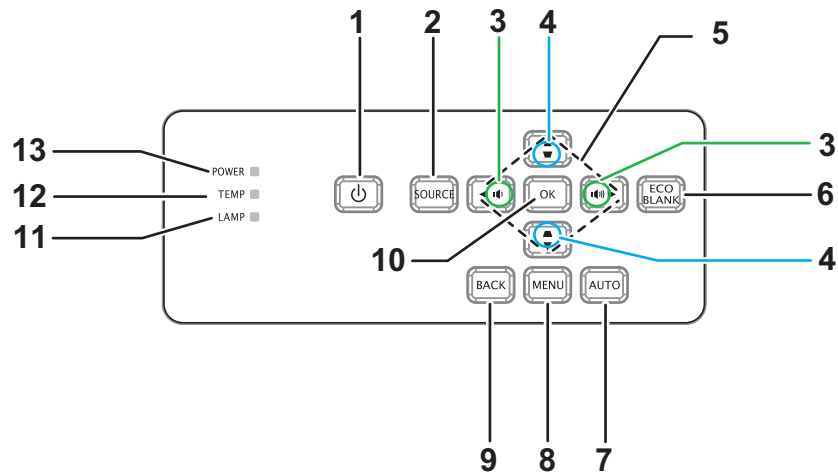 1 2 3 4 5
3
13 POWER
12 TEMP
11 LAMP
SOURCE OK ECO BLANK 6
10
4
BACK MENU AUTO
9 8 7